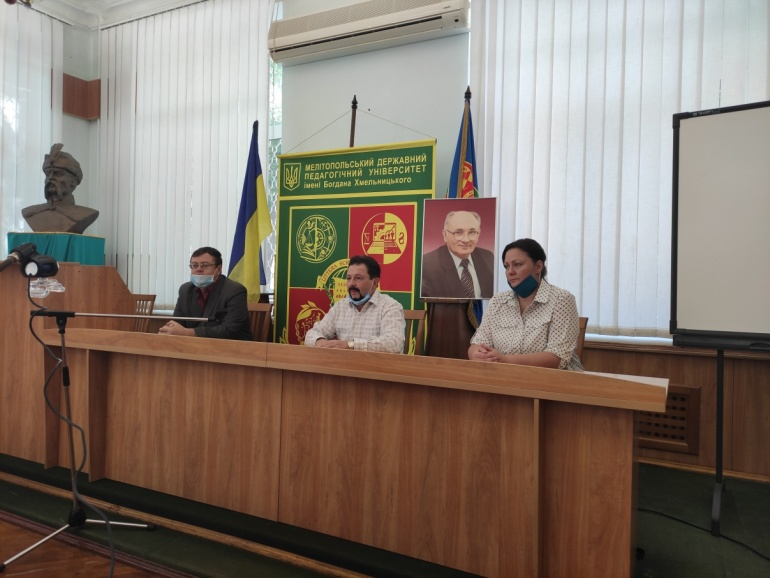 МЕЛІТОПОЛЬСЬКИЙ ДЕРЖАВНИЙ
ПЕДАГОГІЧНИЙ УНІВЕРСИТЕТ
імені Богдана Хмельницького